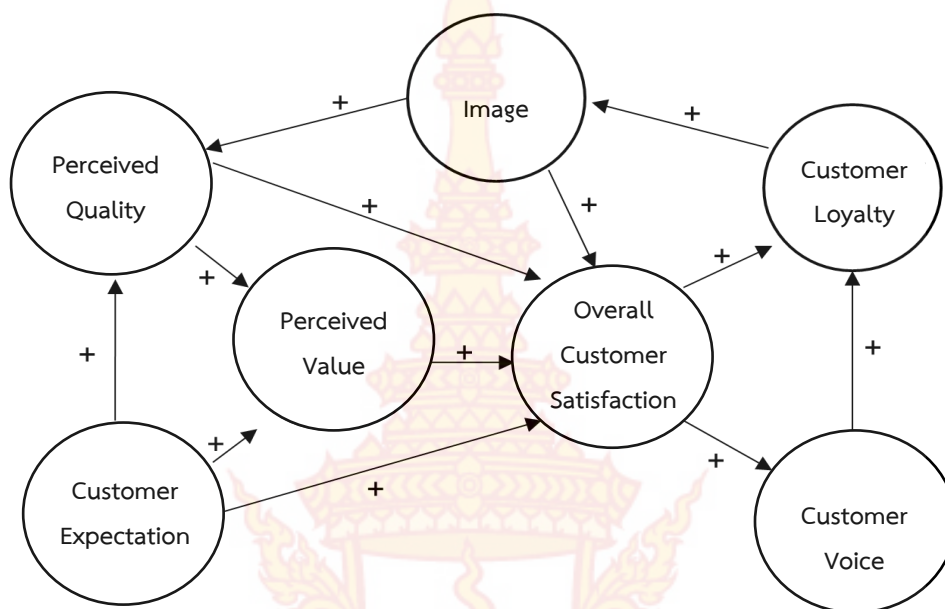 Image
+
+
Perceived
Quality
Customer
Loyalty
+
+
+
+
Perceived
Value
Overall
Customer
Satisfaction
+
+
+
+
+
+
Customer
Expectation
Customer
Voice